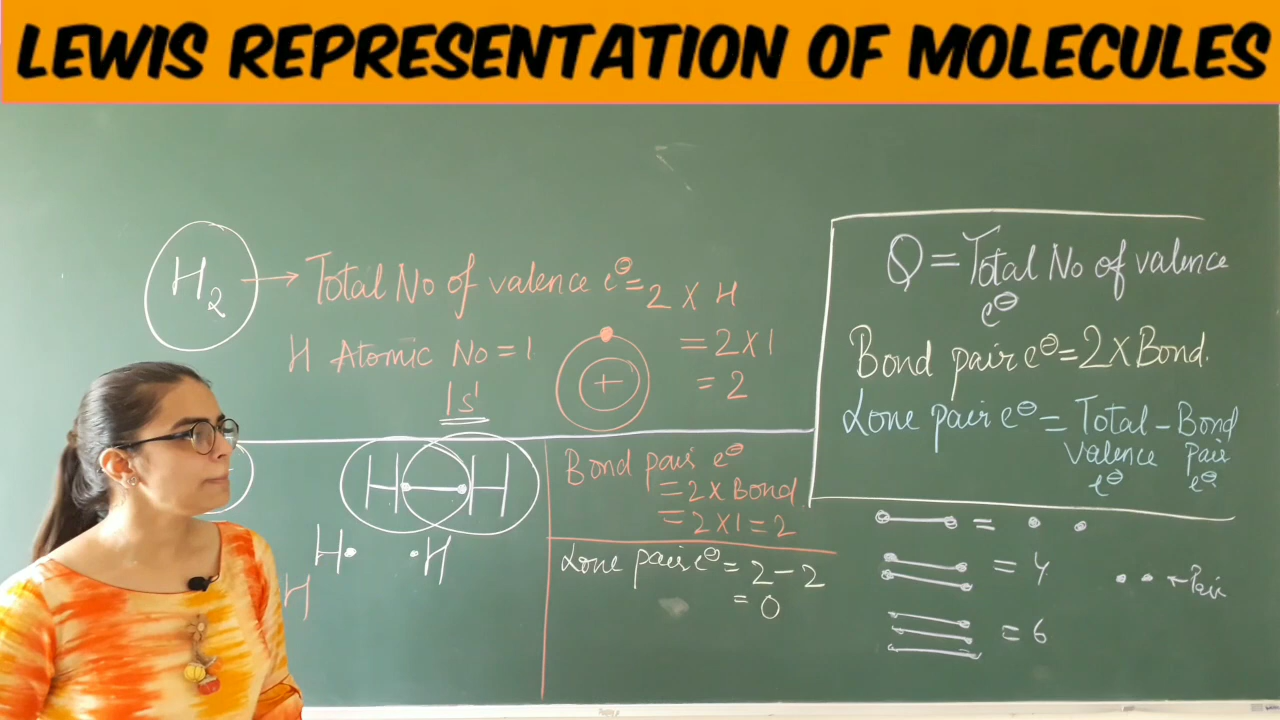 LEWIS REPRESENTATION OF MOLECULES
H₂ → Total No of valence e⊖ = 2 X H
H Atomic No = 1
= 2 X 1
1s¹
+
= 2
H H
H• •H
H
Bond pair e⊖
= 2 X Bond
= 2 X 1 = 2
Lone pair e⊖ = 2 - 2
= 0
Q = Total No of valence
e⊖
Bond pair e⊖ = 2 X Bond.
Lone pair e⊖ = Total - Bond
valence Pair
e⊖ e⊖
= • •
= 4
• • ← Pair
= 6